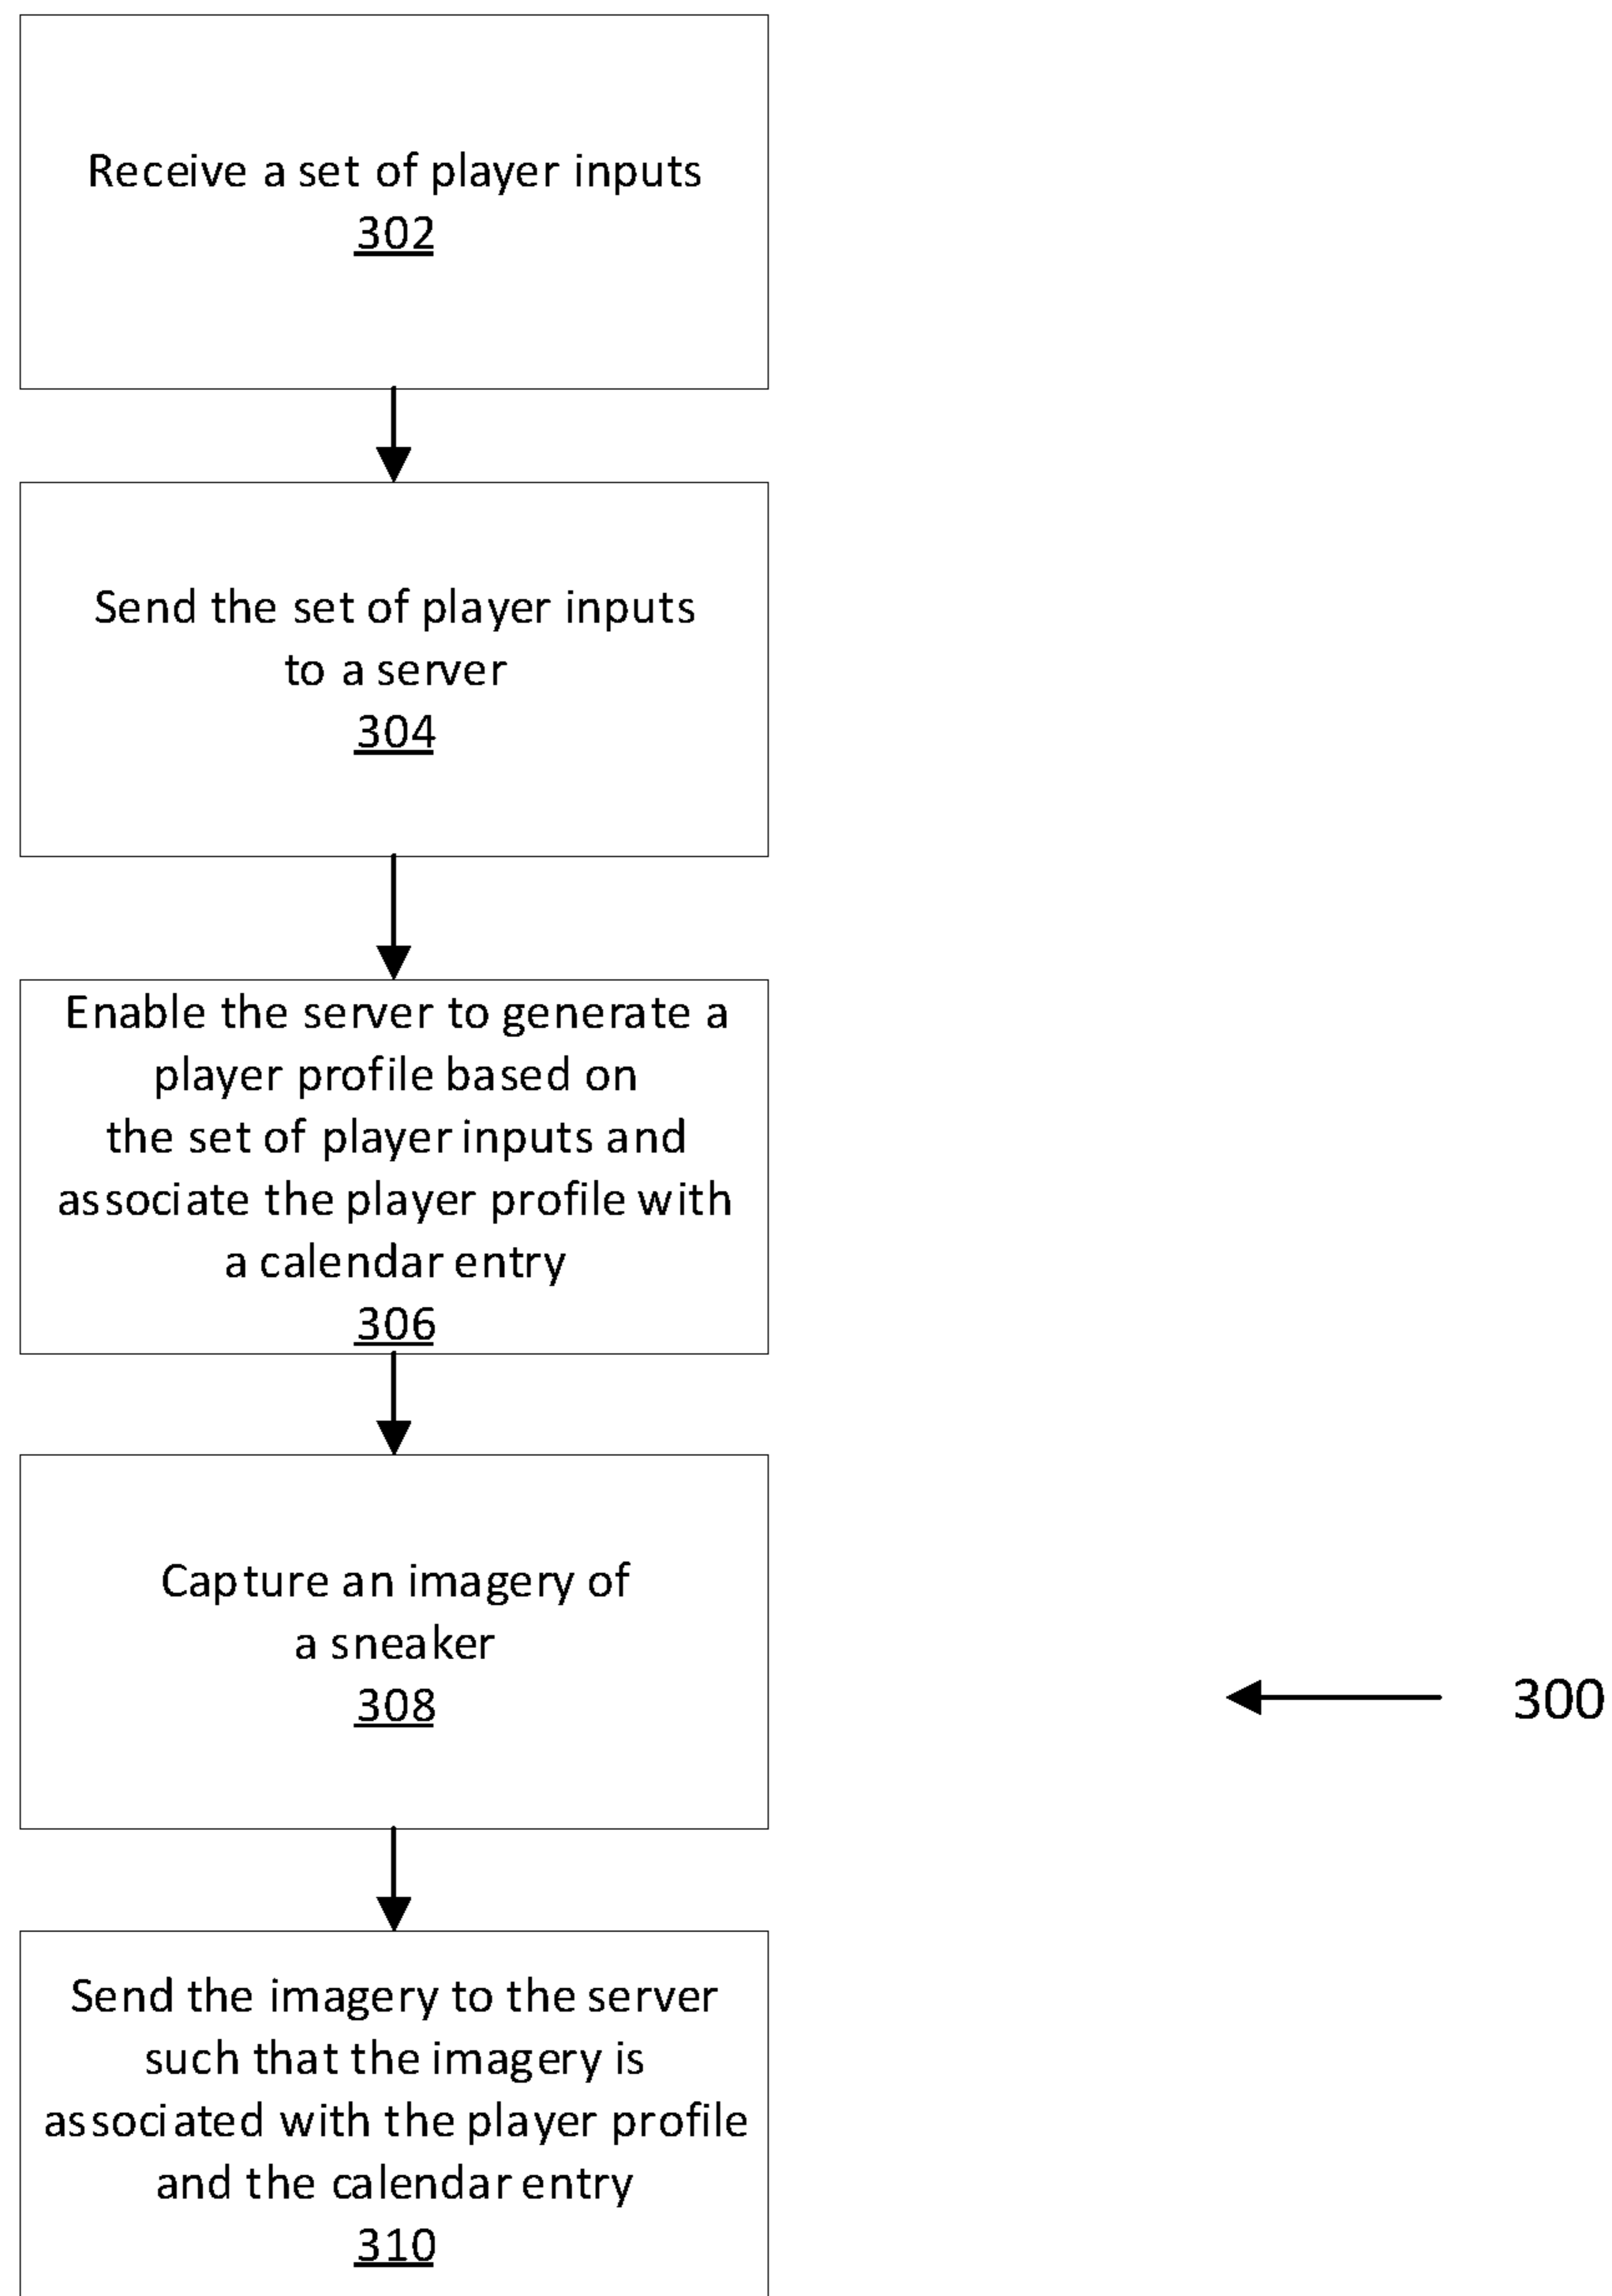 Receive a set of player inputs
302
Send the set of player inputs
to a server
304
Enable the server to generate a
player profile based on
the set of player inputs and
associate the player profile with
a calendar entry
306
Capture an imagery of
a sneaker
308
300
Send the imagery to the server
such that the imagery is
associated with the player profile
and the calendar entry
310